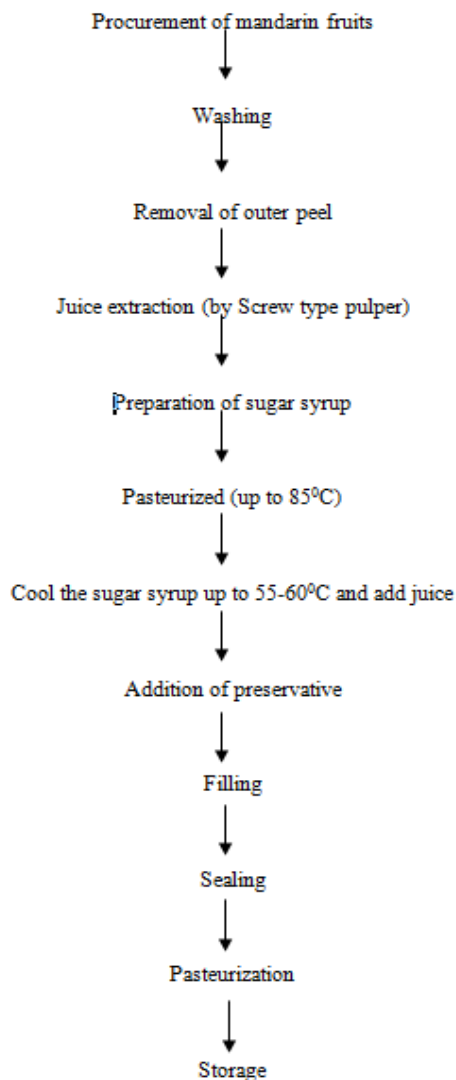 Procurement of mandarin fruits
Washing
Removal of outer peel
Juice extraction (by Screw type pulper)
Preparation of sugar syrup
Pasteurized (up to 85⁰C)
Cool the sugar syrup up to 55-60⁰C and add juice
Addition of preservative
Filling
Sealing
Pasteurization
Storage